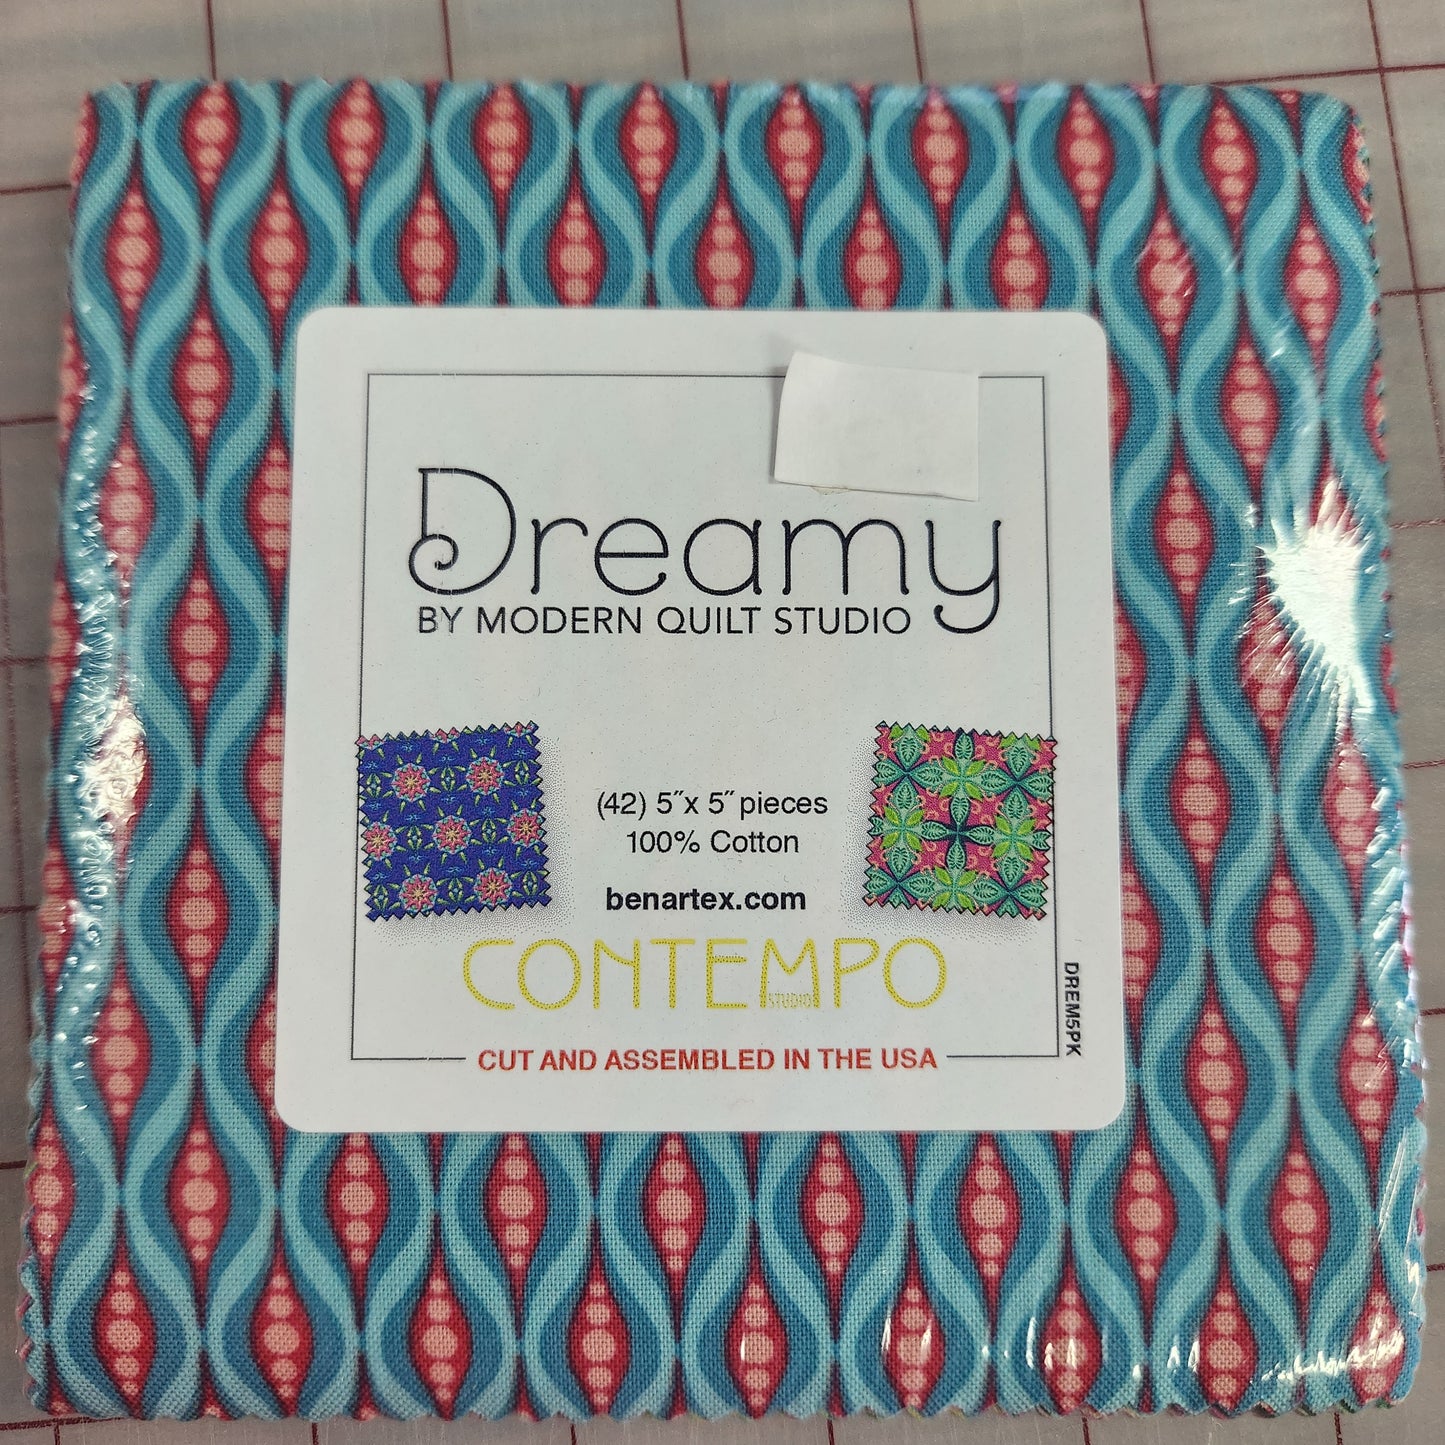 Dreamy
BY MODERN QUILT STUDIO
(42) 5"x 5" pieces
100% Cotton
benartex.com
CONTEMPO
STUDIO
CUT AND ASSEMBLED IN THE USA
DREM5PK